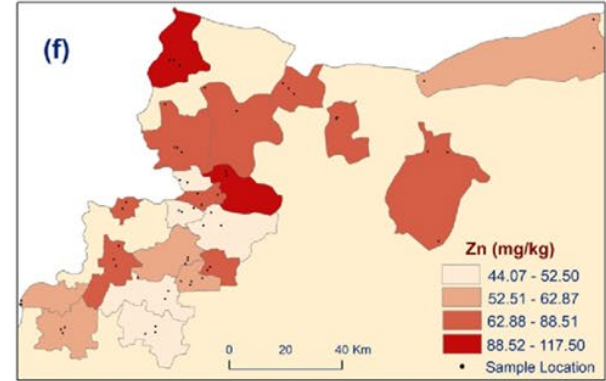 (f)
Zn (mg/kg)
44.07 - 52.50
52.51 - 62.87
62.88 - 88.51
88.52 - 117.50
Sample Location
0 20 40 Km